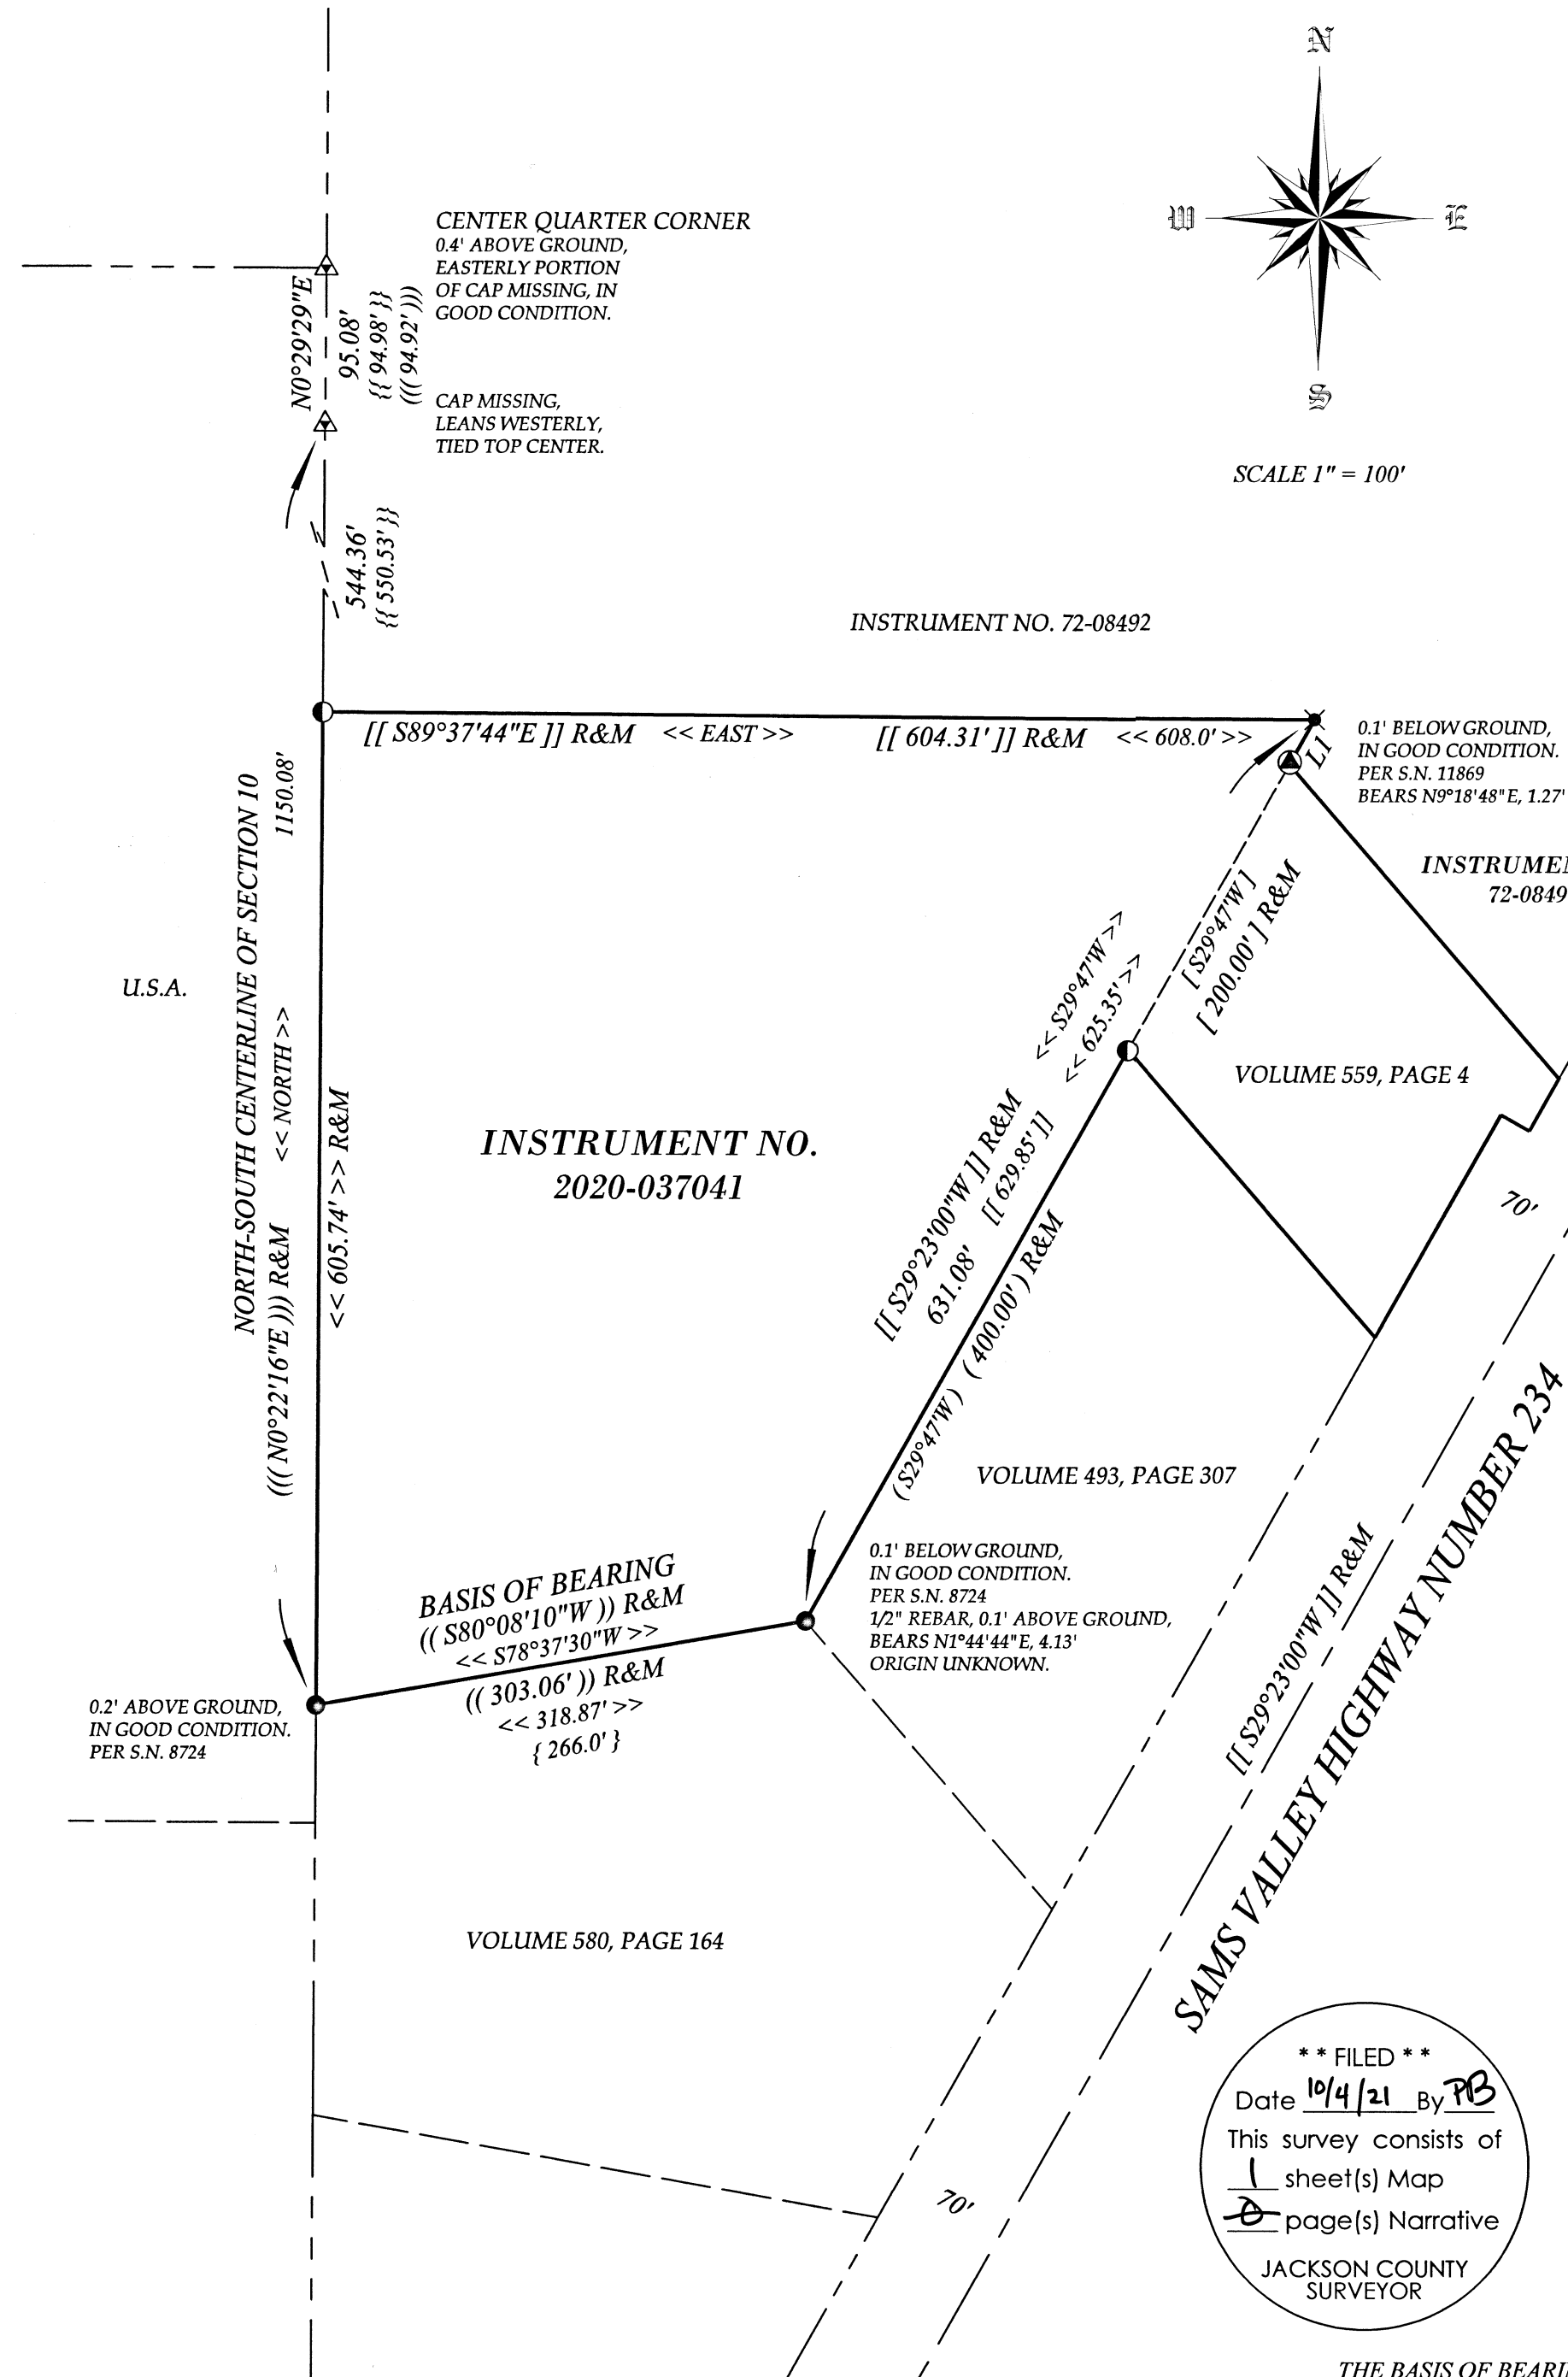 N
W
E
S
SCALE 1" = 100'
CENTER QUARTER CORNER
0.4' ABOVE GROUND,
EASTERLY PORTION
OF CAP MISSING, IN
GOOD CONDITION.
N0°29'29"E
95.08'
{{ 94.98' }}
((( 94.92' )))
CAP MISSING,
LEANS WESTERLY,
TIED TOP CENTER.
544.36'
{{ 550.53' }}
INSTRUMENT NO. 72-08492
[[ S89°37'44"E ]] R&M << EAST >> [[ 604.31' ]] R&M << 608.0' >>
L1
0.1' BELOW GROUND,
IN GOOD CONDITION.
PER S.N. 11869
BEARS N9°18'48"E, 1.27'
INSTRUMEN
72-0849
U.S.A.
NORTH-SOUTH CENTERLINE OF SECTION 10
((( N0°22'16"E ))) R&M << NORTH >> 1150.08'
<< 605.74' >> R&M
INSTRUMENT NO.
2020-037041
[ S29°47'W ]
[ 200.00' ] R&M
<< S29°47'W >>
<< 625.35' >>
[[ S29°23'00"W ]] R&M
631.08' [[ 629.85' ]]
( S29°47'W ) ( 400.00' ) R&M
VOLUME 559, PAGE 4
70'
VOLUME 493, PAGE 307
BASIS OF BEARING
(( S80°08'10"W )) R&M
<< S78°37'30"W >>
(( 303.06' )) R&M
<< 318.87' >>
{ 266.0' }
0.1' BELOW GROUND,
IN GOOD CONDITION.
PER S.N. 8724
1/2" REBAR, 0.1' ABOVE GROUND,
BEARS N1°44'44"E, 4.13'
ORIGIN UNKNOWN.
0.2' ABOVE GROUND,
IN GOOD CONDITION.
PER S.N. 8724
[[ S29°23'00"W ]] R&M
SAMS VALLEY HIGHWAY NUMBER 234
VOLUME 580, PAGE 164
70'
* * FILED * *
Date 10/4/21 By PB
This survey consists of
1 sheet(s) Map
0 page(s) Narrative
JACKSON COUNTY
SURVEYOR
THE BASIS OF BEARI